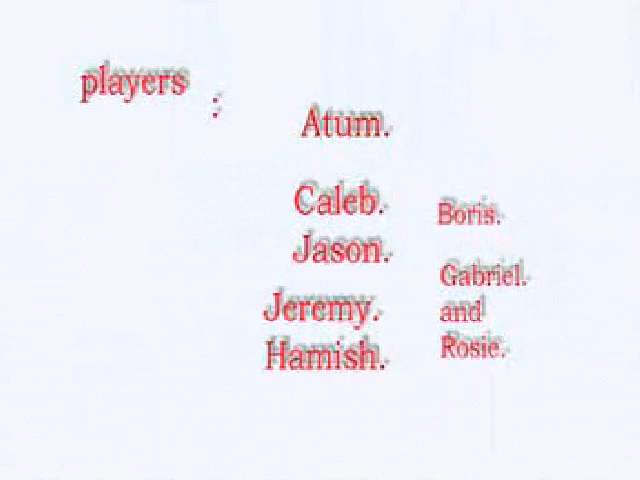 players
:
Atum.
Caleb.
Jason.
Jeremy.
Hamish.
Boris.
Gabriel.
and
Rosie.